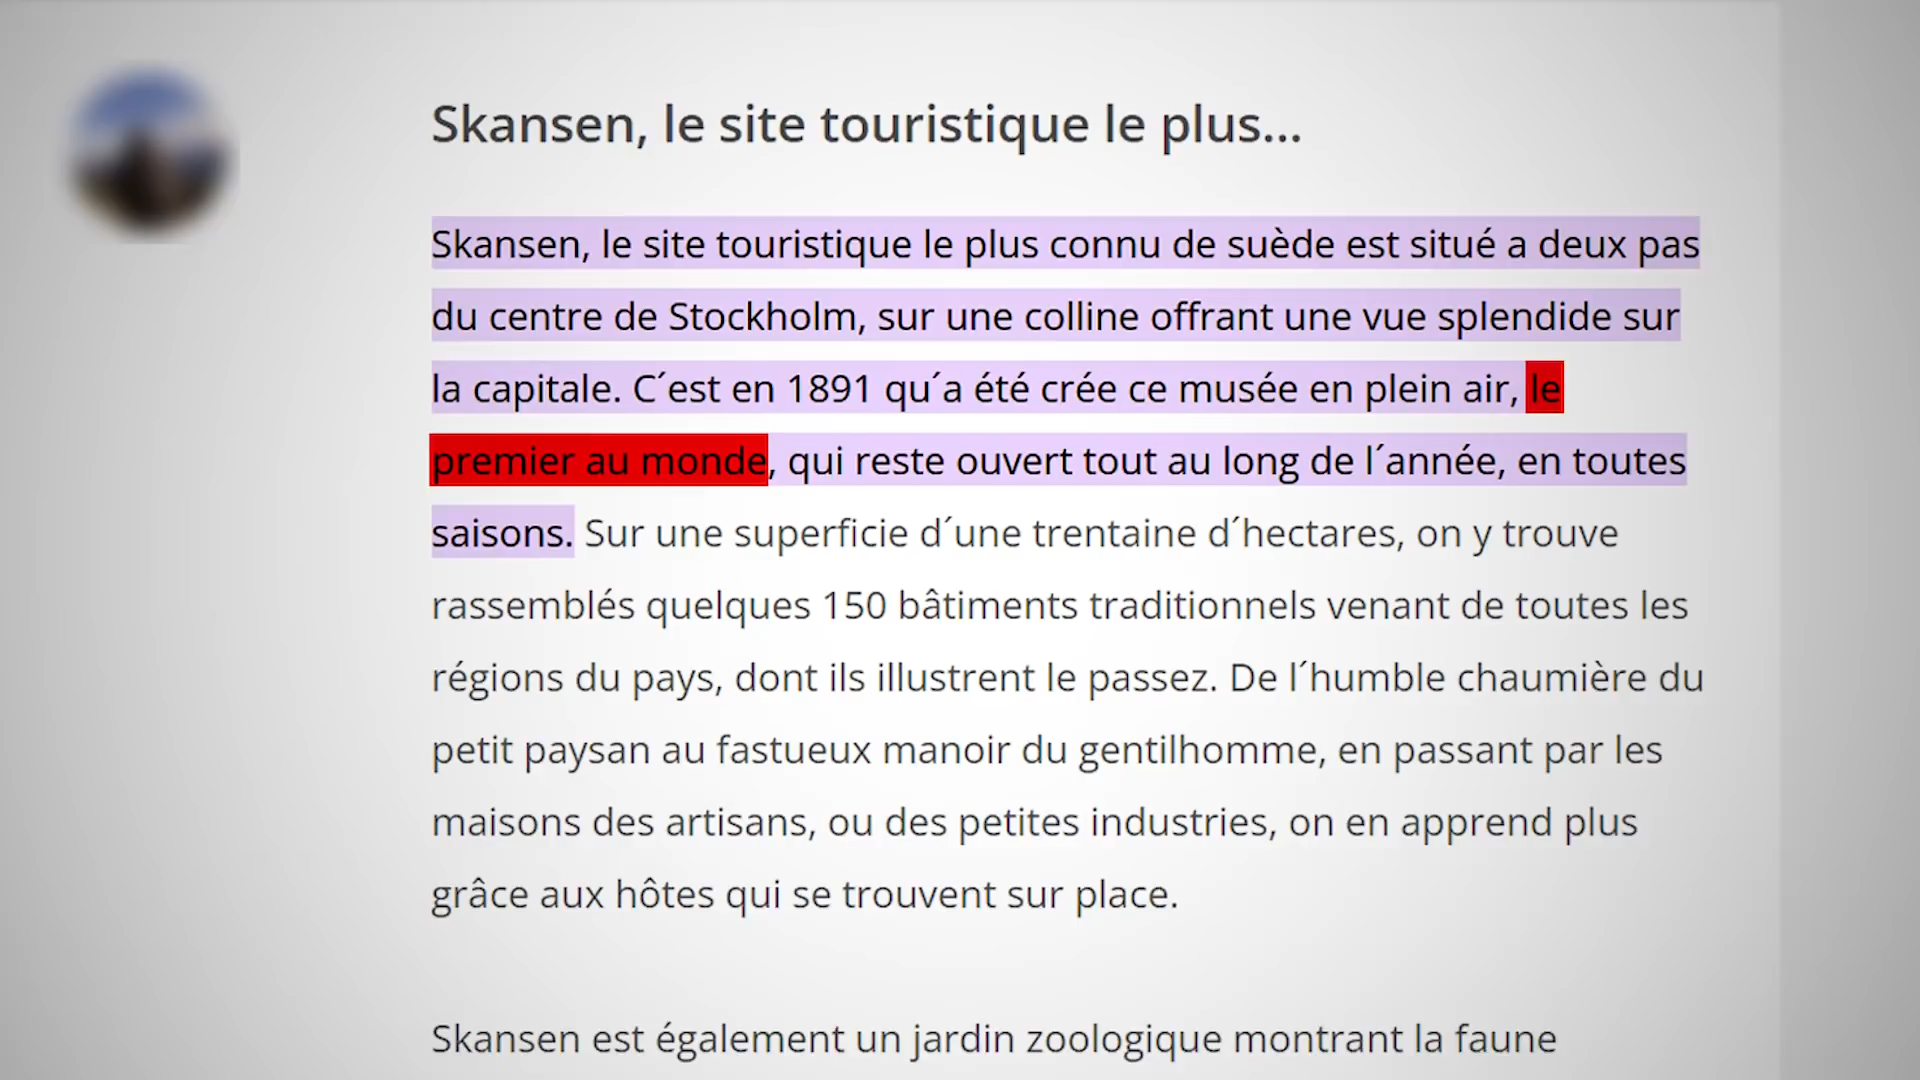 Skansen, le site touristique le plus...
Skansen, le site touristique le plus connu de suède est situé a deux pas
du centre de Stockholm, sur une colline offrant une vue splendide sur
la capitale. C´est en 1891 qu´a été crée ce musée en plein air, le
premier au monde, qui reste ouvert tout au long de l´année, en toutes
saisons. Sur une superficie d´une trentaine d´hectares, on y trouve
rassemblés quelques 150 bâtiments traditionnels venant de toutes les
régions du pays, dont ils illustrent le passez. De l´humble chaumière du
petit paysan au fastueux manoir du gentilhomme, en passant par les
maisons des artisans, ou des petites industries, on en apprend plus
grâce aux hôtes qui se trouvent sur place.
Skansen est également un jardin zoologique montrant la faune